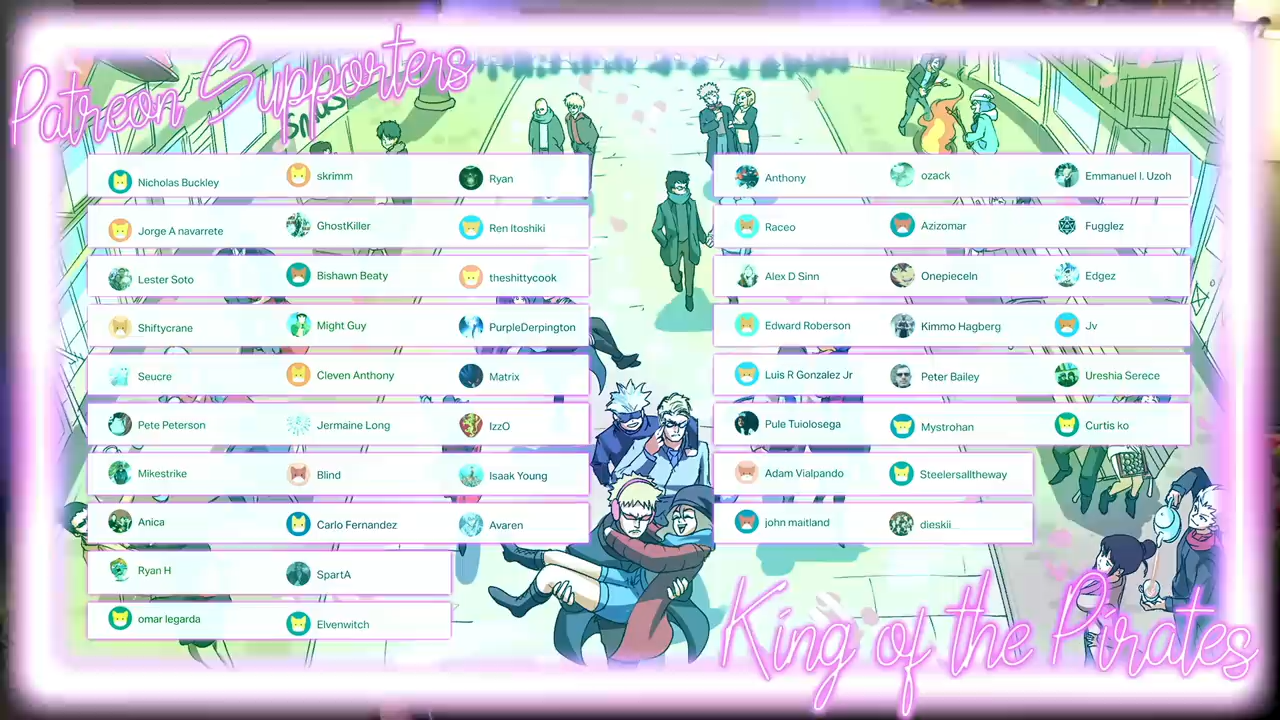 Patreon Supporters
Snacks
Nicholas Buckley skrimm Ryan
Jorge A navarrete GhostKiller Ren Itoshiki
Lester Soto Bishawn Beaty theshittycook
Shiftycrane Might Guy PurpleDerpington
Seucre Cleven Anthony Matrix
Pete Peterson Jermaine Long IzzO
Mikestrike Blind Isaak Young
Anica Carlo Fernandez Avaren
Ryan H SpartA
omar legarda Elvenwitch
Anthony ozack Emmanuel I. Uzoh
Raceo Azizomar Fugglez
Alex D Sinn Onepieceln Edgez
Edward Roberson Kimmo Hagberg Jv
Luis R Gonzalez Jr Peter Bailey Ureshia Serece
Pule Tuiolosega Mystrohan Curtis ko
Adam Vialpando Steelersalltheway
john maitland dieskii
King of the Pirates